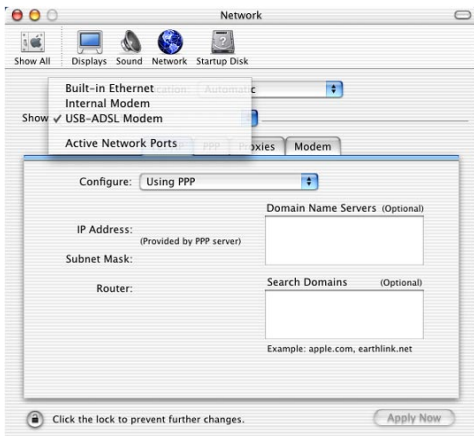 Network
Show All Displays Sound Network Startup Disk
Location: Automatic
Built-in Ethernet
Internal Modem
Show ✓ USB-ADSL Modem
Active Network Ports
PPP Proxies Modem
Configure: Using PPP
Domain Name Servers (Optional)
IP Address:
(Provided by PPP server)
Subnet Mask:
Router:
Search Domains (Optional)
Example: apple.com, earthlink.net
Click the lock to prevent further changes.
Apply Now